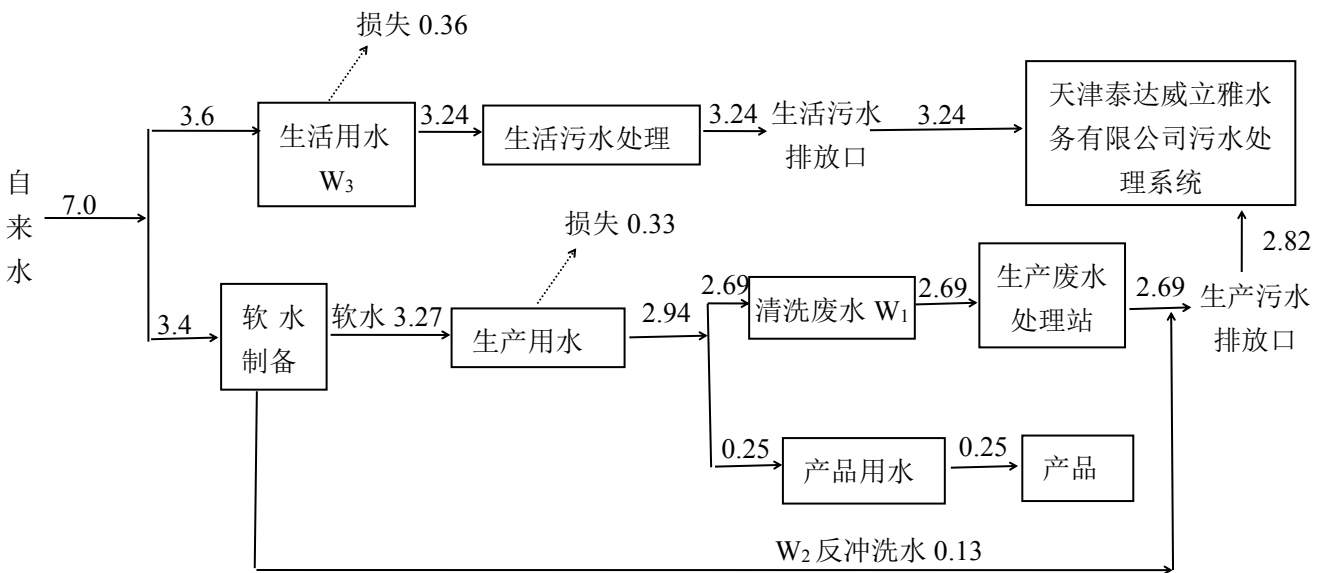 损失 0.36
自
来
水
7.0
3.6
生活用水
W₃
3.24
生活污水处理
3.24
生活污水
排放口
3.24
天津泰达威立雅水
务有限公司污水处
理系统
损失 0.33
3.4
软 水
制备
软水 3.27
生产用水
2.94
2.69
清洗废水 W₁
2.69
生产废水
处理站
2.69
生产污水
排放口
2.82
0.25
产品用水
0.25
产品
W₂反冲洗水 0.13